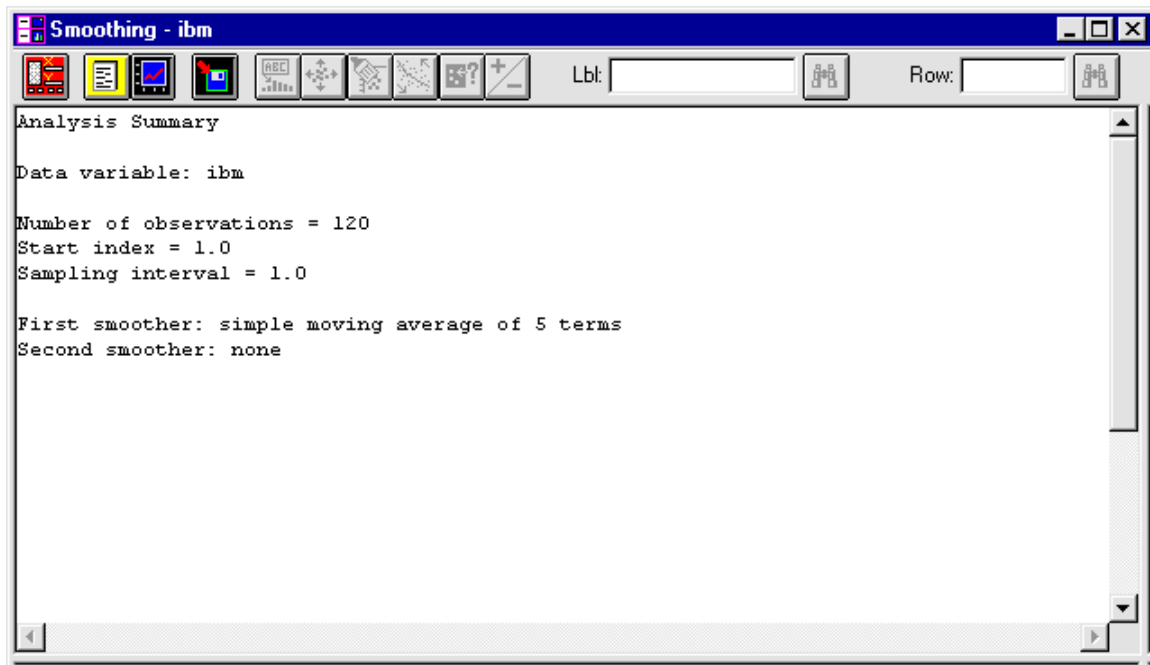 Smoothing - ibm
Lbl: Row:
Analysis Summary
Data variable: ibm
Number of observations = 120
Start index = 1.0
Sampling interval = 1.0
First smoother: simple moving average of 5 terms
Second smoother: none